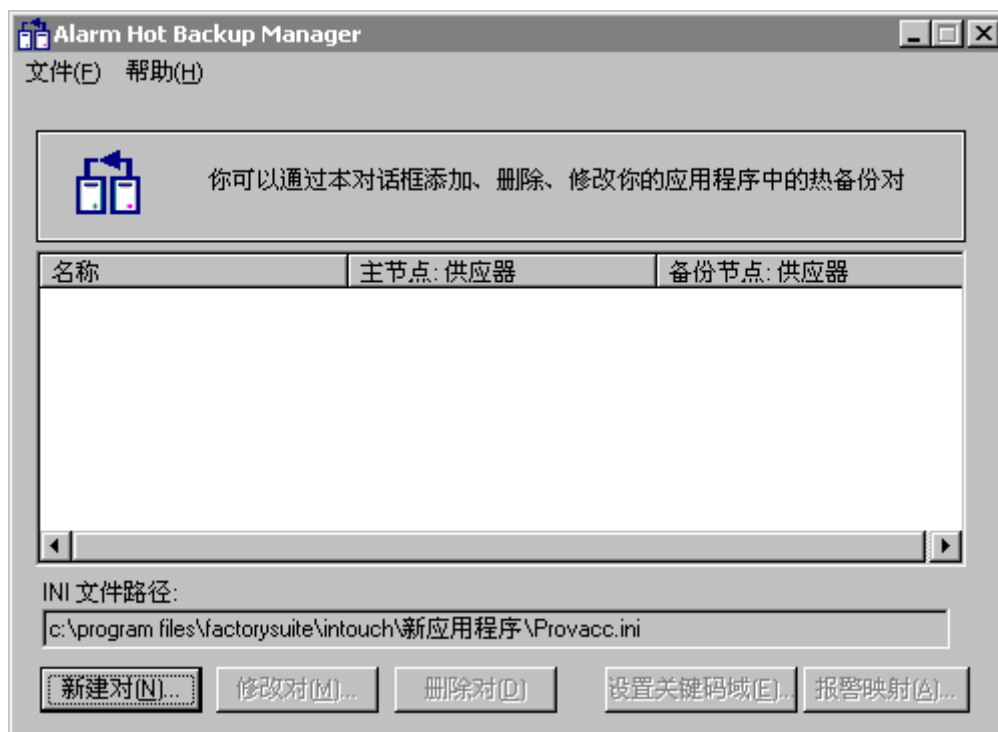 Alarm Hot Backup Manager
文件(F) 帮助(H)
你可以通过本对话框添加、删除、修改你的应用程序中的热备份对
名称 主节点: 供应器 备份节点: 供应器
INI 文件路径:
c:\program files\factorysuite\intouch\新应用程序\Provacc.ini
新建对(N)... 修改对(M)... 删除对(D) 设置关键码域(E)... 报警映射(A)...